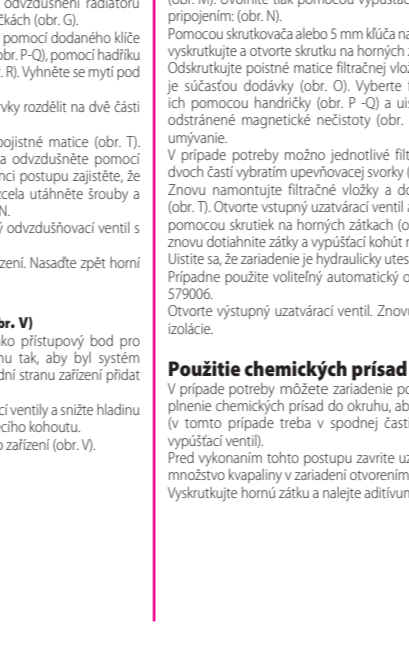 odvzdušnění radiátoru
čkách (obr. G).
pomocí dodaného klíče
obr. P-Q), pomocí hadříku
. R). Vyhněte se mytí pod
rvky rozdělit na dvě části
pojistné matice (obr. T).
a odvzdušněte pomocí
mci postupu zajistěte, že
cela utáhněte šrouby a
N.
ý odvzdušňovací ventil s
zení. Nasaďte zpět horní
br. V)
ko přístupový bod pro
nu tak, aby byl systém
dní stranu zařízení přidat
cí ventily a snižte hladinu
ecího kohoutu.
o zařízení (obr. V).
(obr. M). Uvoľnite tlak pomocou vypúšťac
pripojením: (obr. N).
Pomocou skrutkovača alebo 5 mm kľúča na
vyskrutkujte a otvorte skrutku na horných z
Odskrutkujte poistné matice filtračnej vlož
je súčasťou dodávky (obr. O). Vyberte f
ich pomocou handričky (obr. P -Q) a uis
odstránené magnetické nečistoty (obr.
umývanie.
V prípade potreby možno jednotlivé filt
dvoch častí vybratím upevňovacej svorky (
Znovu namontujte filtračné vložky a do
(obr. T). Otvorte vstupný uzatvárací ventil a
pomocou skrutiek na horných zátkach (o
znovu dotiahnite zátky a vypúšťací kohút n
Uistite sa, že zariadenie je hydraulicky utes
Prípadne použite voliteľný automatický o
579006.
Otvorte výstupný uzatvárací ventil. Znovu
izolácie.
Použitie chemických prísad
V prípade potreby môžete zariadenie po
plnenie chemických prísad do okruhu, ab
(v tomto prípade treba v spodnej časti
vypúšťací ventil).
Pred vykonaním tohto postupu zavrite uz
množstvo kvapaliny v zariadení otvorením
Vyskrutkujte hornú zátku a nalejte aditívum